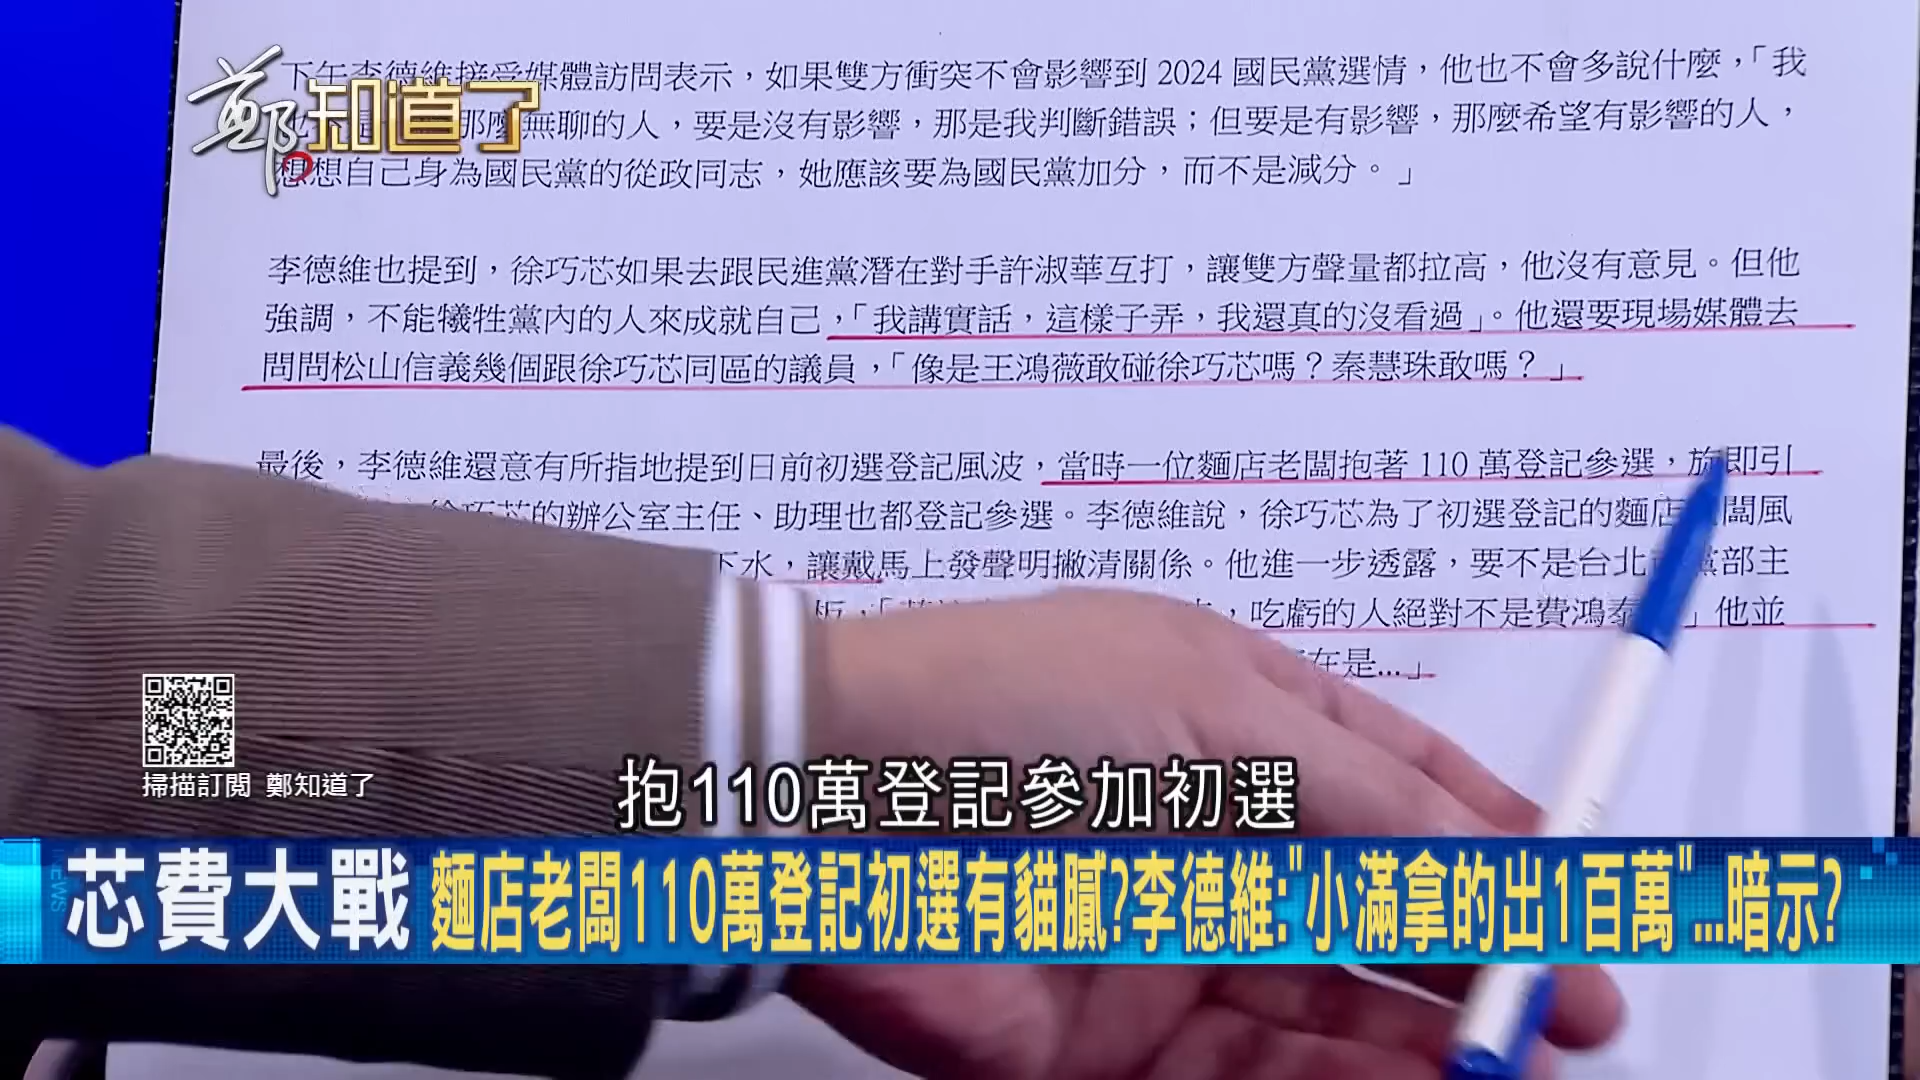 鄭知道了
下午李德維接受媒體訪問表示，如果雙方衝突不會影響到 2024 國民黨選情，他也不會多說什麼，「我
那麼無聊的人，要是沒有影響，那是我判斷錯誤；但要是有影響，那麼希望有影響的人，
想想自己身為國民黨的從政同志，她應該要為國民黨加分，而不是減分。」
李德維也提到，徐巧芯如果去跟民進黨潛在對手許淑華互打，讓雙方聲量都拉高，他沒有意見。但他
強調，不能犧牲黨內的人來成就自己，「我講實話，這樣子弄，我還真的沒看過」。他還要現場媒體去
問問松山信義幾個跟徐巧芯同區的議員，「像是王鴻薇敢碰徐巧芯嗎？秦慧珠敢嗎？」
最後，李德維還意有所指地提到日前初選登記風波，當時一位麵店老闆抱著 110 萬登記參選，旋即引
徐巧芯的辦公室主任、助理也都登記參選。李德維說，徐巧芯為了初選登記的麵店老闆風
下水，讓戴馬上發聲明撇清關係。他進一步透露，要不是台北市黨部主
，吃虧的人絕對不是費鴻泰」他並
在是...」
掃描訂閱 鄭知道了
抱110萬登記參加初選
NEWS
芯費大戰 麵店老闆110萬登記初選有貓膩?李德維:"小滿拿的出1百萬"...暗示?